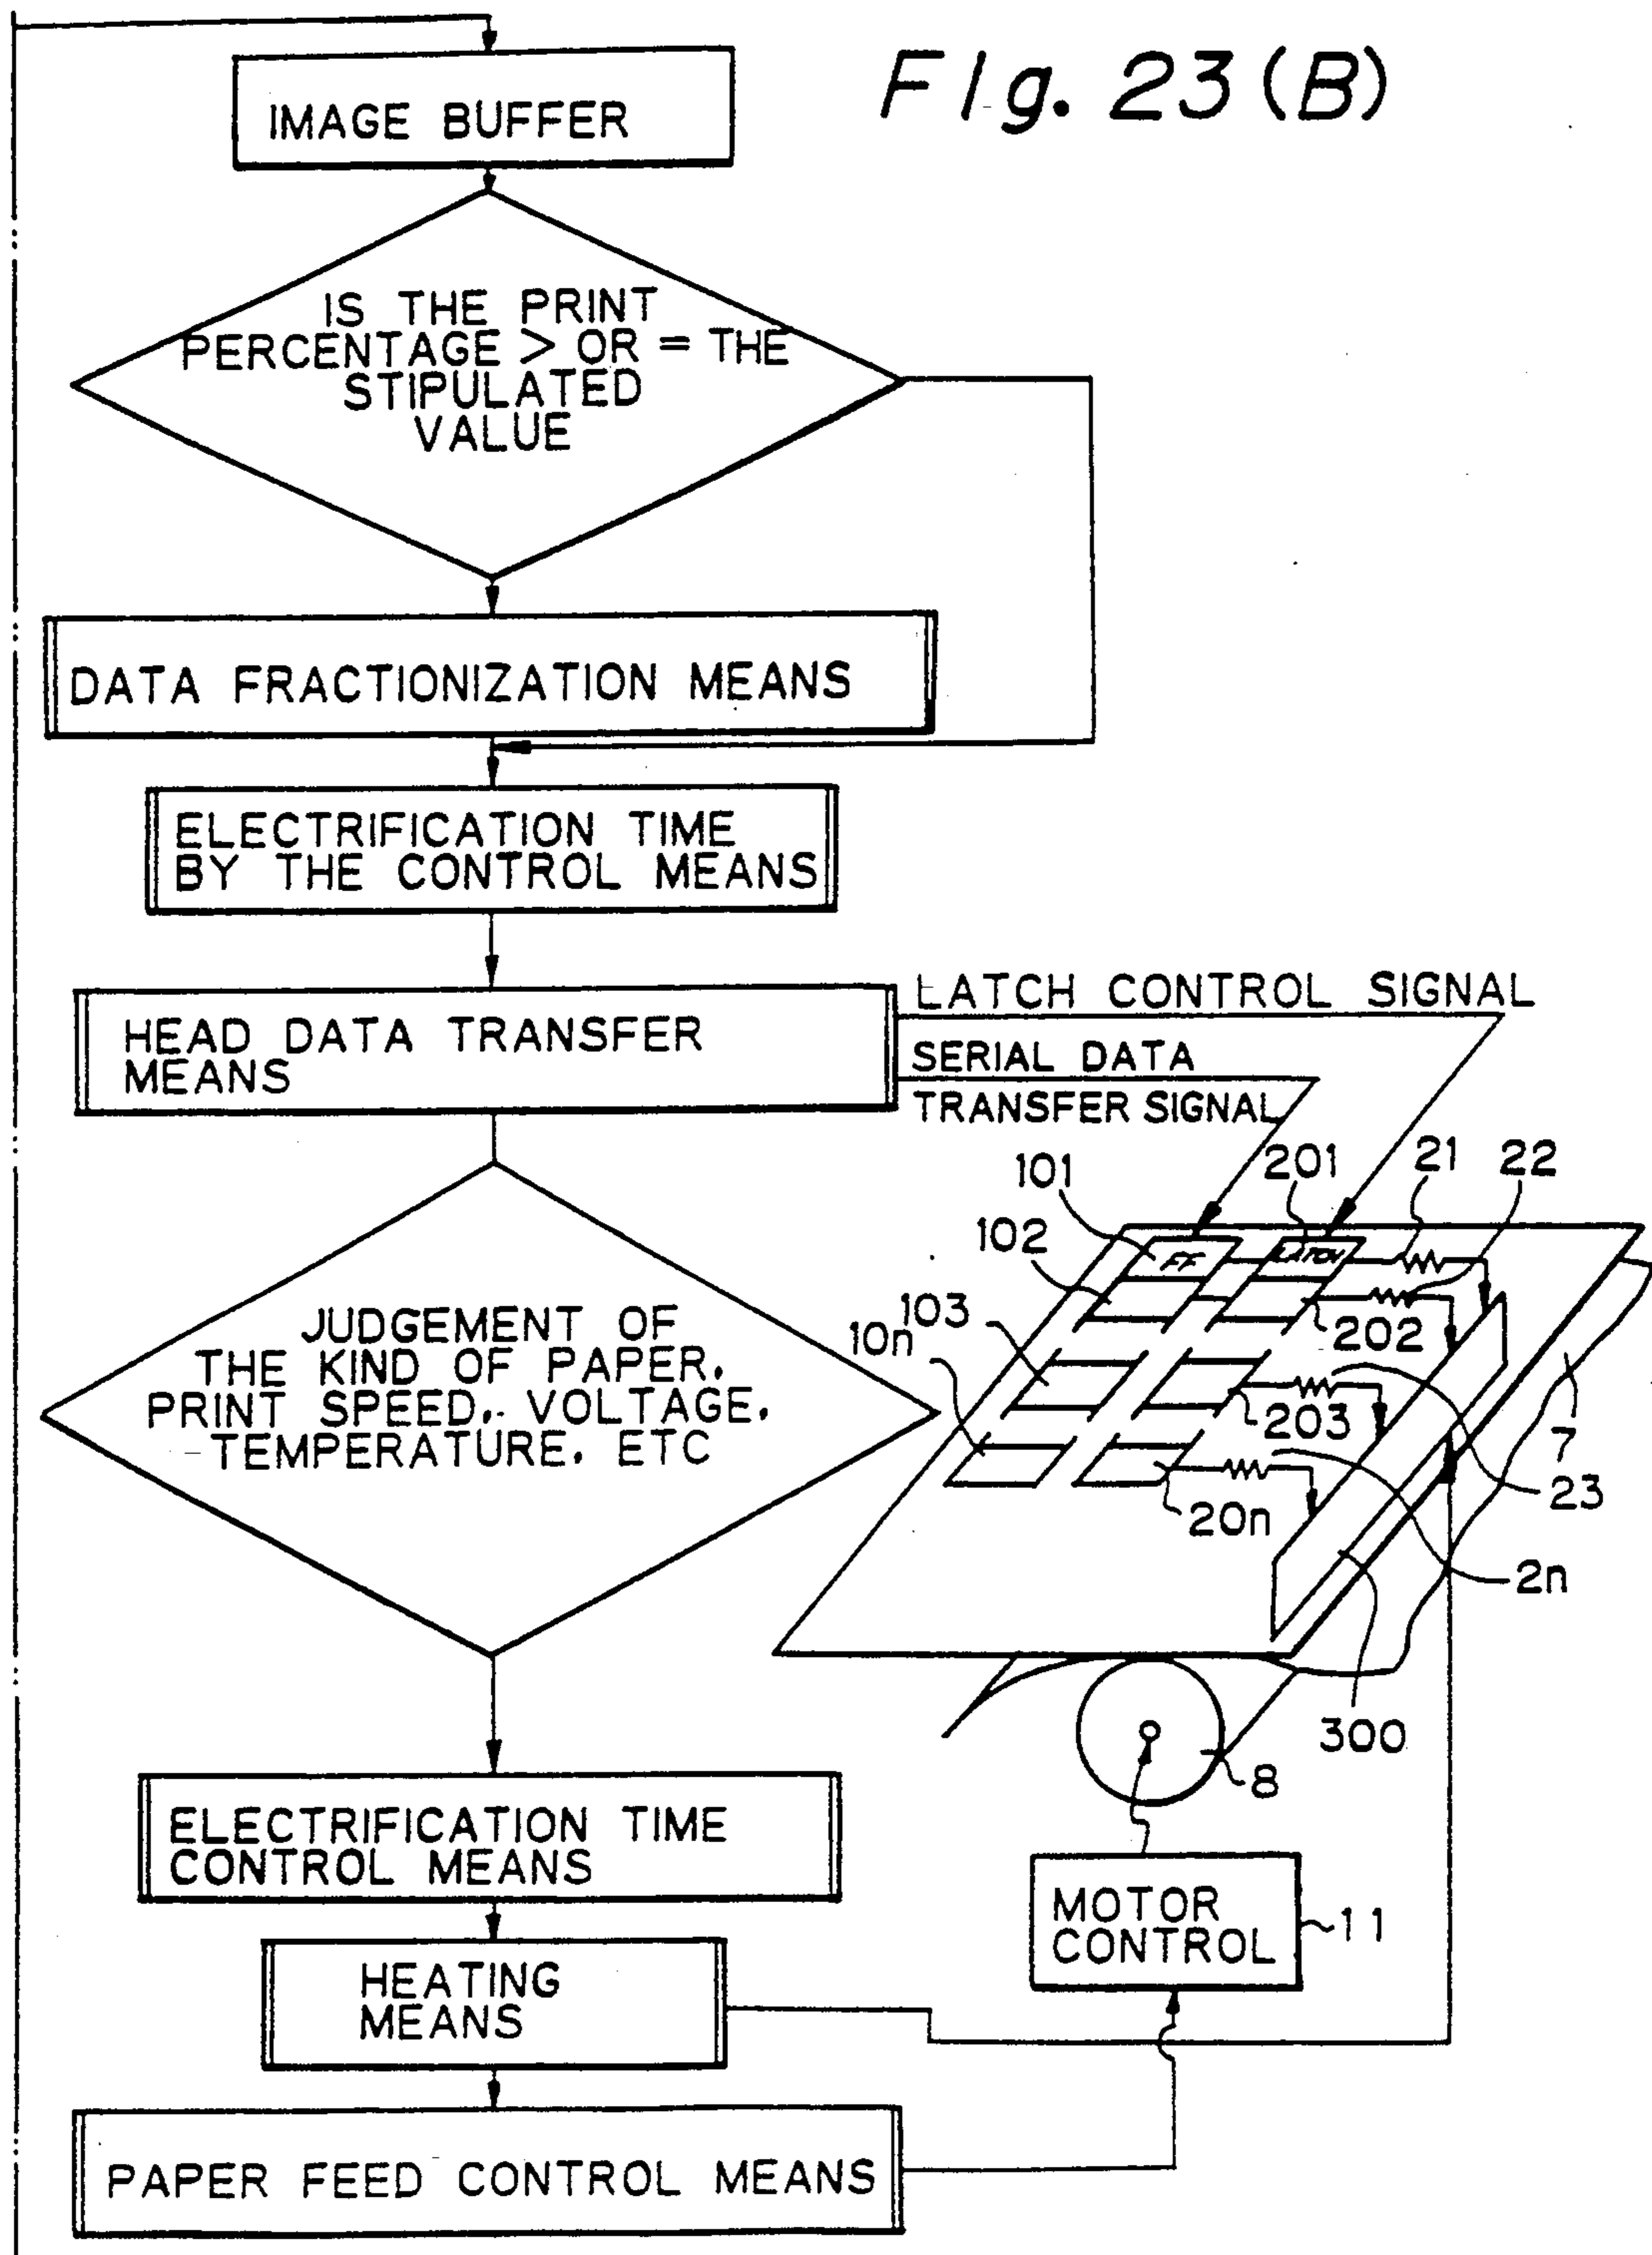 Fig. 23 (B)
IMAGE BUFFER
IS THE PRINT
PERCENTAGE > OR = THE
STIPULATED
VALUE
DATA FRACTIONIZATION MEANS
ELECTRIFICATION TIME
BY THE CONTROL MEANS
HEAD DATA TRANSFER
MEANS
LATCH CONTROL SIGNAL
SERIAL DATA
TRANSFER SIGNAL
101
201
21
22
102
FF
LATCH
103
202
10n
203
7
23
20n
2n
JUDGEMENT OF
THE KIND OF PAPER,
PRINT SPEED, VOLTAGE,
TEMPERATURE, ETC
300
8
ELECTRIFICATION TIME
CONTROL MEANS
MOTOR
CONTROL
11
HEATING
MEANS
PAPER FEED CONTROL MEANS